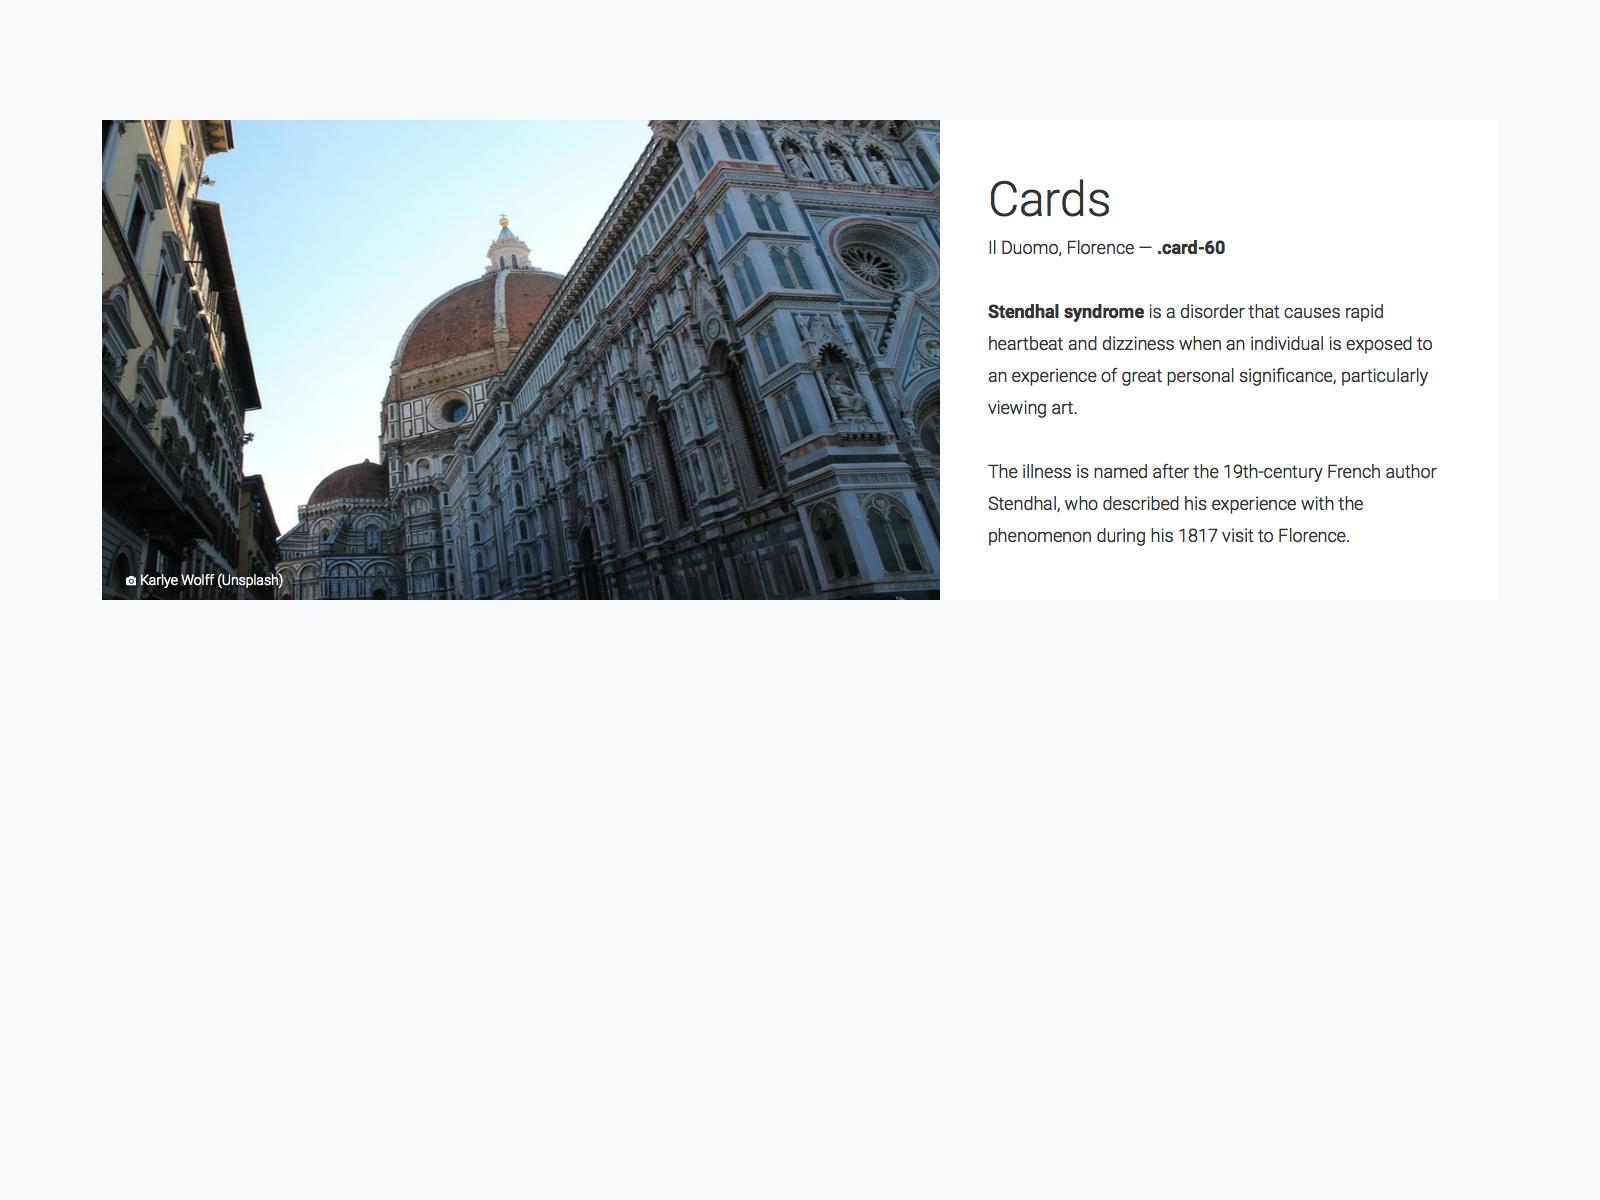 Cards
Il Duomo, Florence — .card-60
Stendhal syndrome is a disorder that causes rapid
heartbeat and dizziness when an individual is exposed to
an experience of great personal significance, particularly
viewing art.
The illness is named after the 19th-century French author
Stendhal, who described his experience with the
phenomenon during his 1817 visit to Florence.
Karlye Wolff (Unsplash)